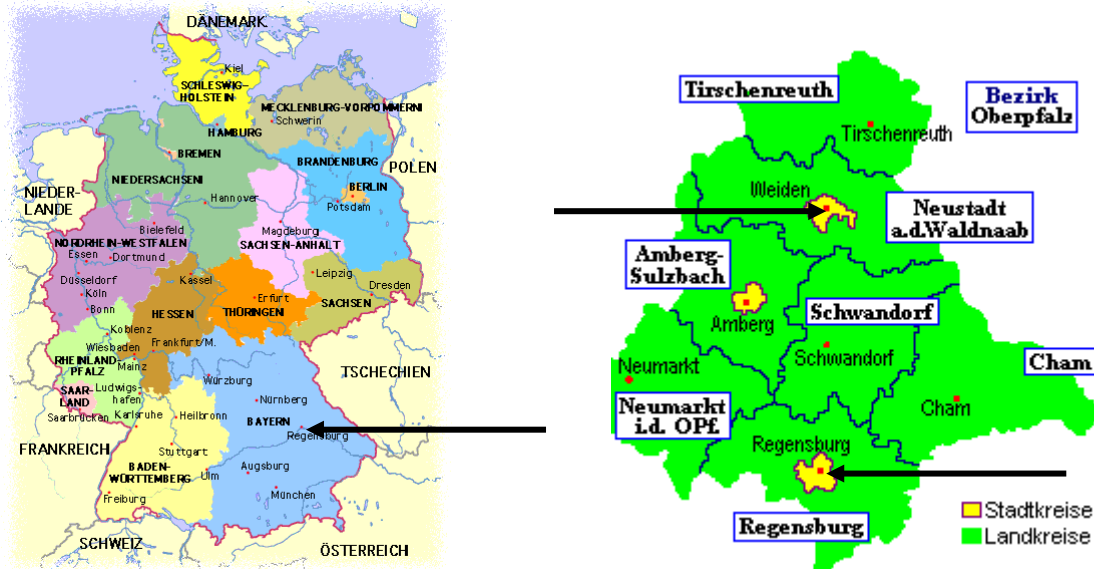 DÄNEMARK
Kiel
SCHLESWIG-
HOLSTEIN
MECKLENBURG-VORPOMMERN
Schwerin
HAMBURG
BREMEN
BRANDENBURG
POLEN
NIEDERSACHSEN
BERLIN
NIEDER-
LANDE
Hannover
Potsdam
Bielefeld
Magdeburg
NORDRHEIN-WESTFALEN
SACHSEN-ANHALT
Essen
Dortmund
Düsseldorf
Kassel
Leipzig
Köln
Erfurt
Dresden
Bonn
HESSEN
THÜRINGEN
SACHSEN
Koblenz
Wiesbaden
Frankfurt/M.
RHEINLAND-
PFALZ
Mainz
TSCHECHIEN
SAAR-
LAND
Ludwigs-
hafen
Würzburg
Nürnberg
Saarbrücken
Karlsruhe
Heilbronn
BAYERN
Regensburg
FRANKREICH
Stuttgart
BADEN-
WÜRTTEMBERG
Ulm
Augsburg
Freiburg
München
SCHWEIZ
ÖSTERREICH
Tirschenreuth
Bezirk
Oberpfalz
Tirschenreuth
Weiden
Neustadt
a.d.Waldnaab
Amberg-
Sulzbach
Amberg
Schwandorf
Schwandorf
Neumarkt
Cham
Neumarkt
i.d. OPf.
Cham
Regensburg
Regensburg
Stadtkreise
Landkreise